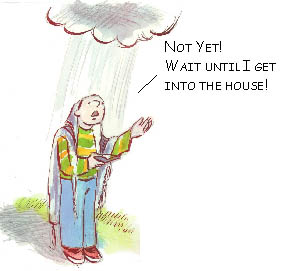 Not Yet!
Wait until I get
into the house!